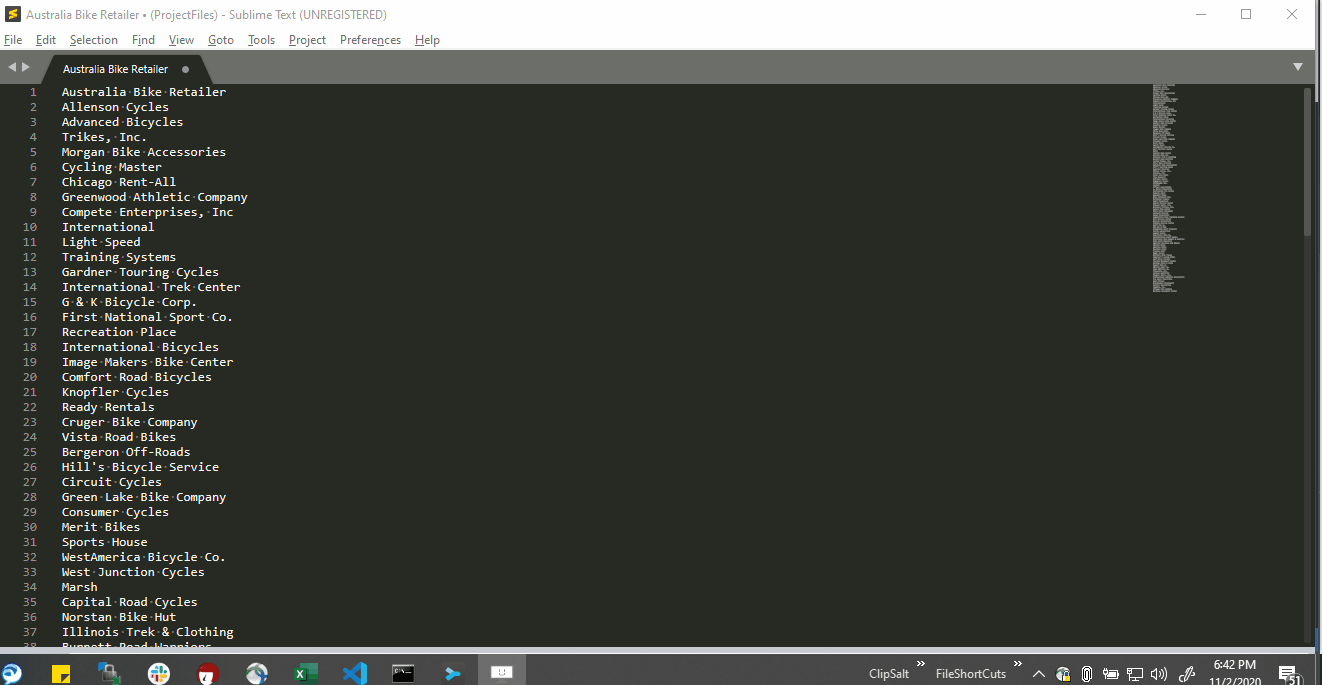 Australia Bike Retailer • (ProjectFiles) - Sublime Text (UNREGISTERED)
File Edit Selection Find View Goto Tools Project Preferences Help
Australia Bike Retailer
1 Australia Bike Retailer
2 Allenson Cycles
3 Advanced Bicycles
4 Trikes, Inc.
5 Morgan Bike Accessories
6 Cycling Master
7 Chicago Rent-All
8 Greenwood Athletic Company
9 Compete Enterprises, Inc
10 International
11 Light Speed
12 Training Systems
13 Gardner Touring Cycles
14 International Trek Center
15 G & K Bicycle Corp.
16 First National Sport Co.
17 Recreation Place
18 International Bicycles
19 Image Makers Bike Center
20 Comfort Road Bicycles
21 Knopfler Cycles
22 Ready Rentals
23 Cruger Bike Company
24 Vista Road Bikes
25 Bergeron Off-Roads
26 Hill's Bicycle Service
27 Circuit Cycles
28 Green Lake Bike Company
29 Consumer Cycles
30 Merit Bikes
31 Sports House
32 WestAmerica Bicycle Co.
33 West Junction Cycles
34 Marsh
35 Capital Road Cycles
36 Norstan Bike Hut
37 Illinois Trek & Clothing
38 Burnett Road Warriors
ClipSalt » FileShortCuts » 6:42 PM
11/2/2020 51